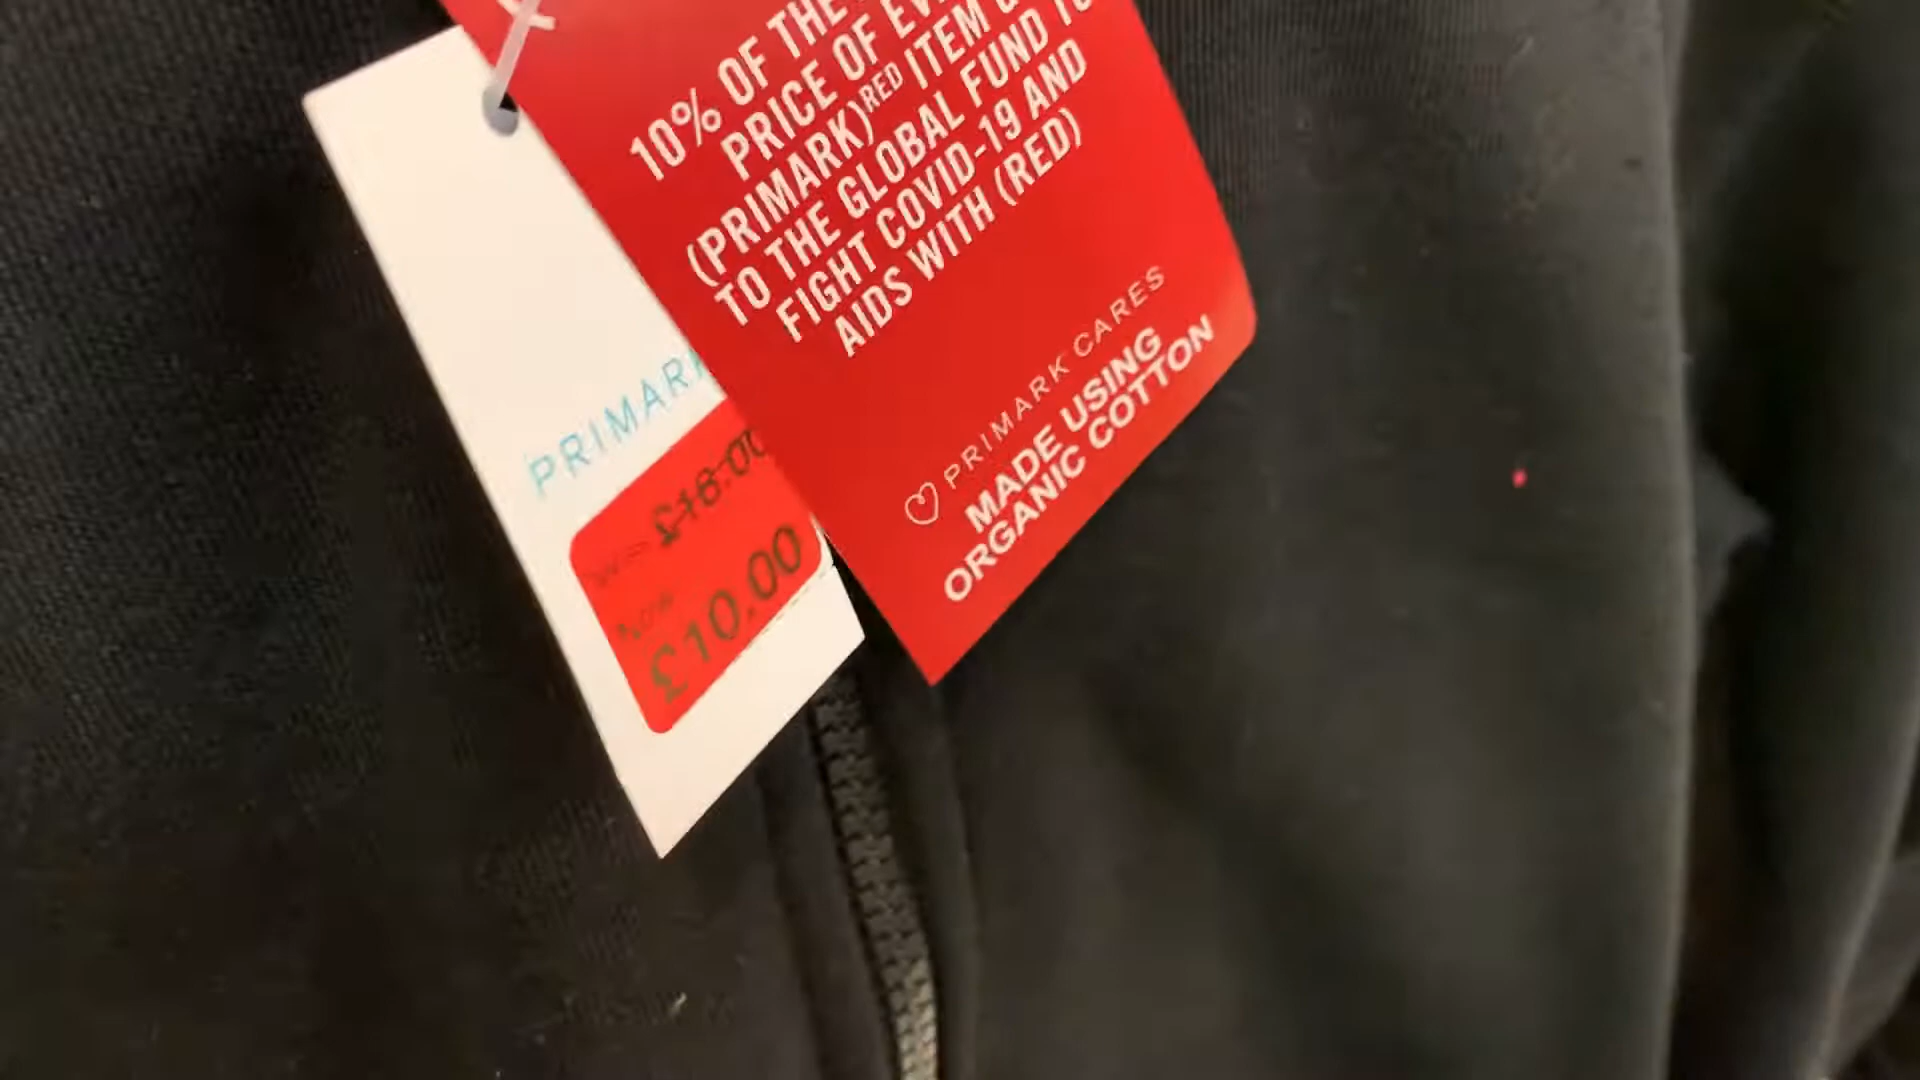 10% OF THE
PRICE OF
(PRIMARK)RED ITEM
TO THE GLOBAL FUND TO
FIGHT COVID-19 AND
AIDS WITH (RED)
PRIMARK CARES
MADE USING
ORGANIC COTTON
PRIMARK
£18.00
Now
£10.00